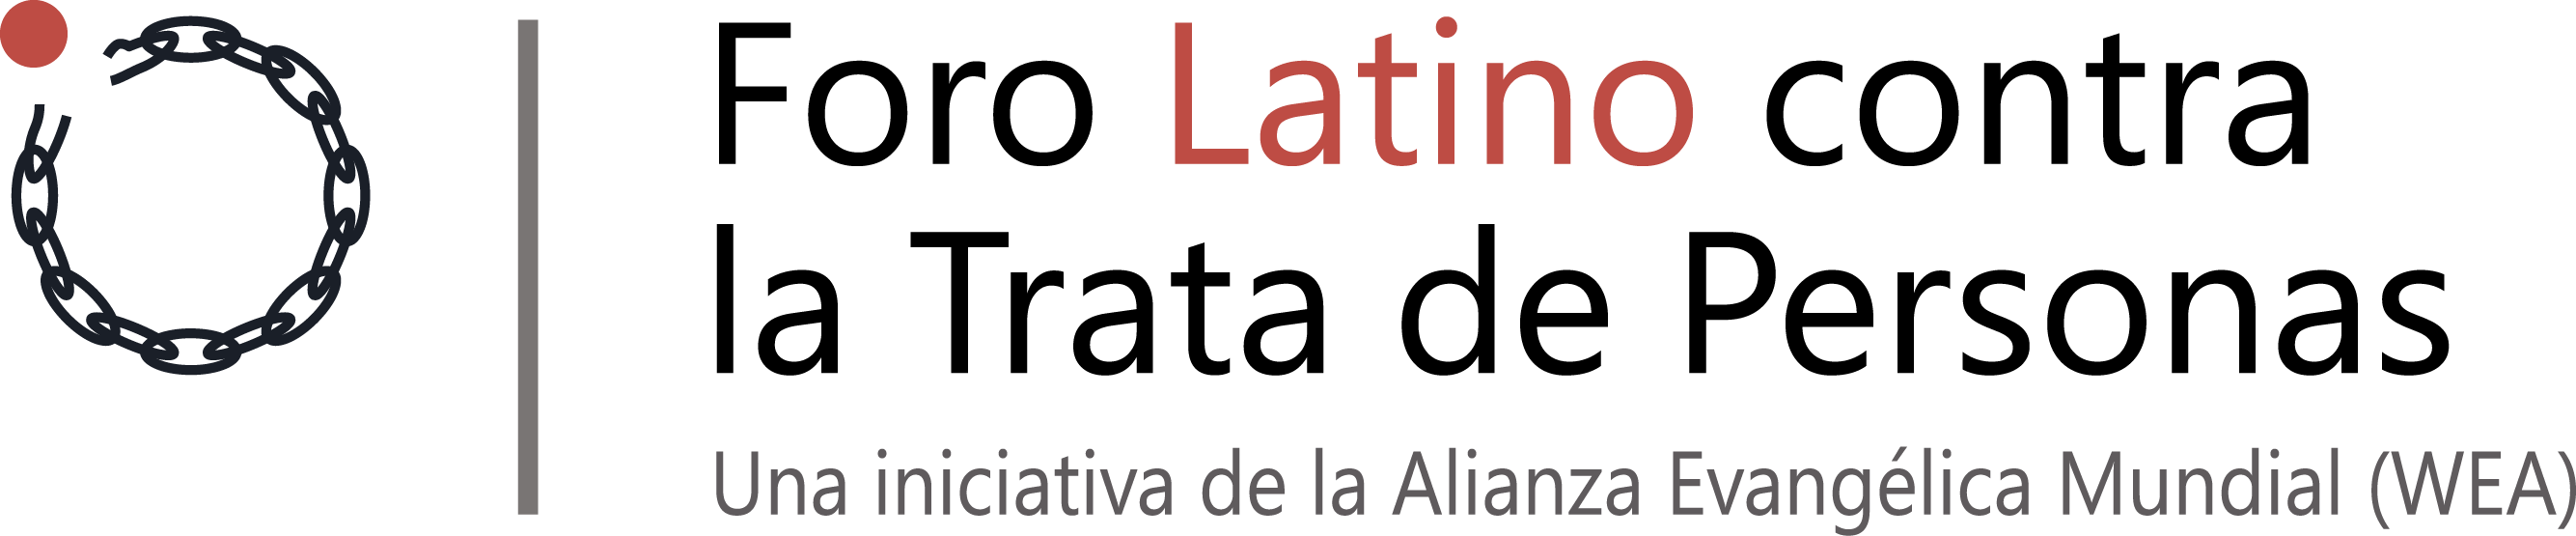 Foro Latino contra
la Trata de Personas
Una iniciativa de la Alianza Evangélica Mundial (WEA)